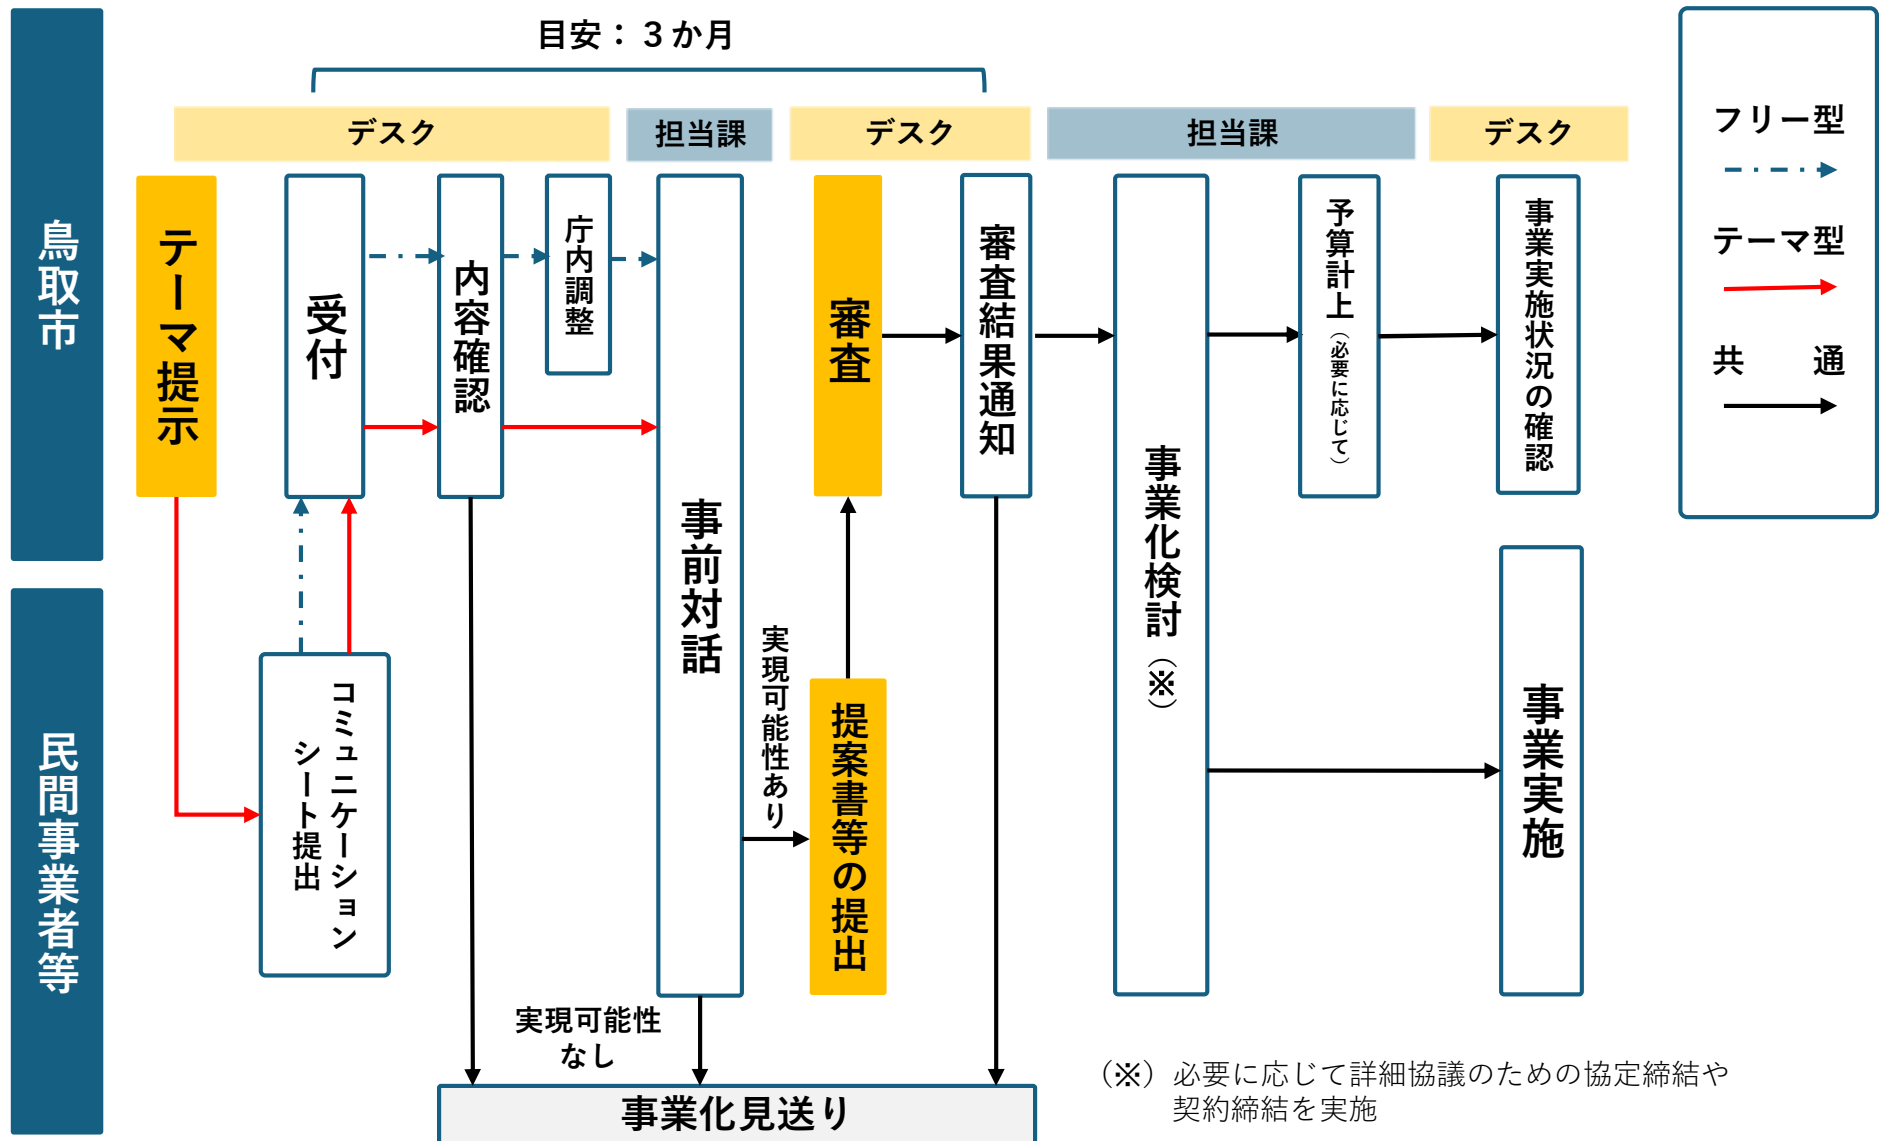 目安：３か月
デスク
担当課
デスク
担当課
デスク
鳥取市
テーマ提示
受付
内容確認
庁内調整
事前対話
審査
審査結果通知
事業化検討（※）
予算計上（必要に応じて）
事業実施状況の確認
フリー型
テーマ型
共　　通
民間事業者等
コミュニケーション
シート提出
実現可能性あり
提案書等の提出
事業実施
実現可能性
なし
事業化見送り
（※）必要に応じて詳細協議のための協定締結や
契約締結を実施